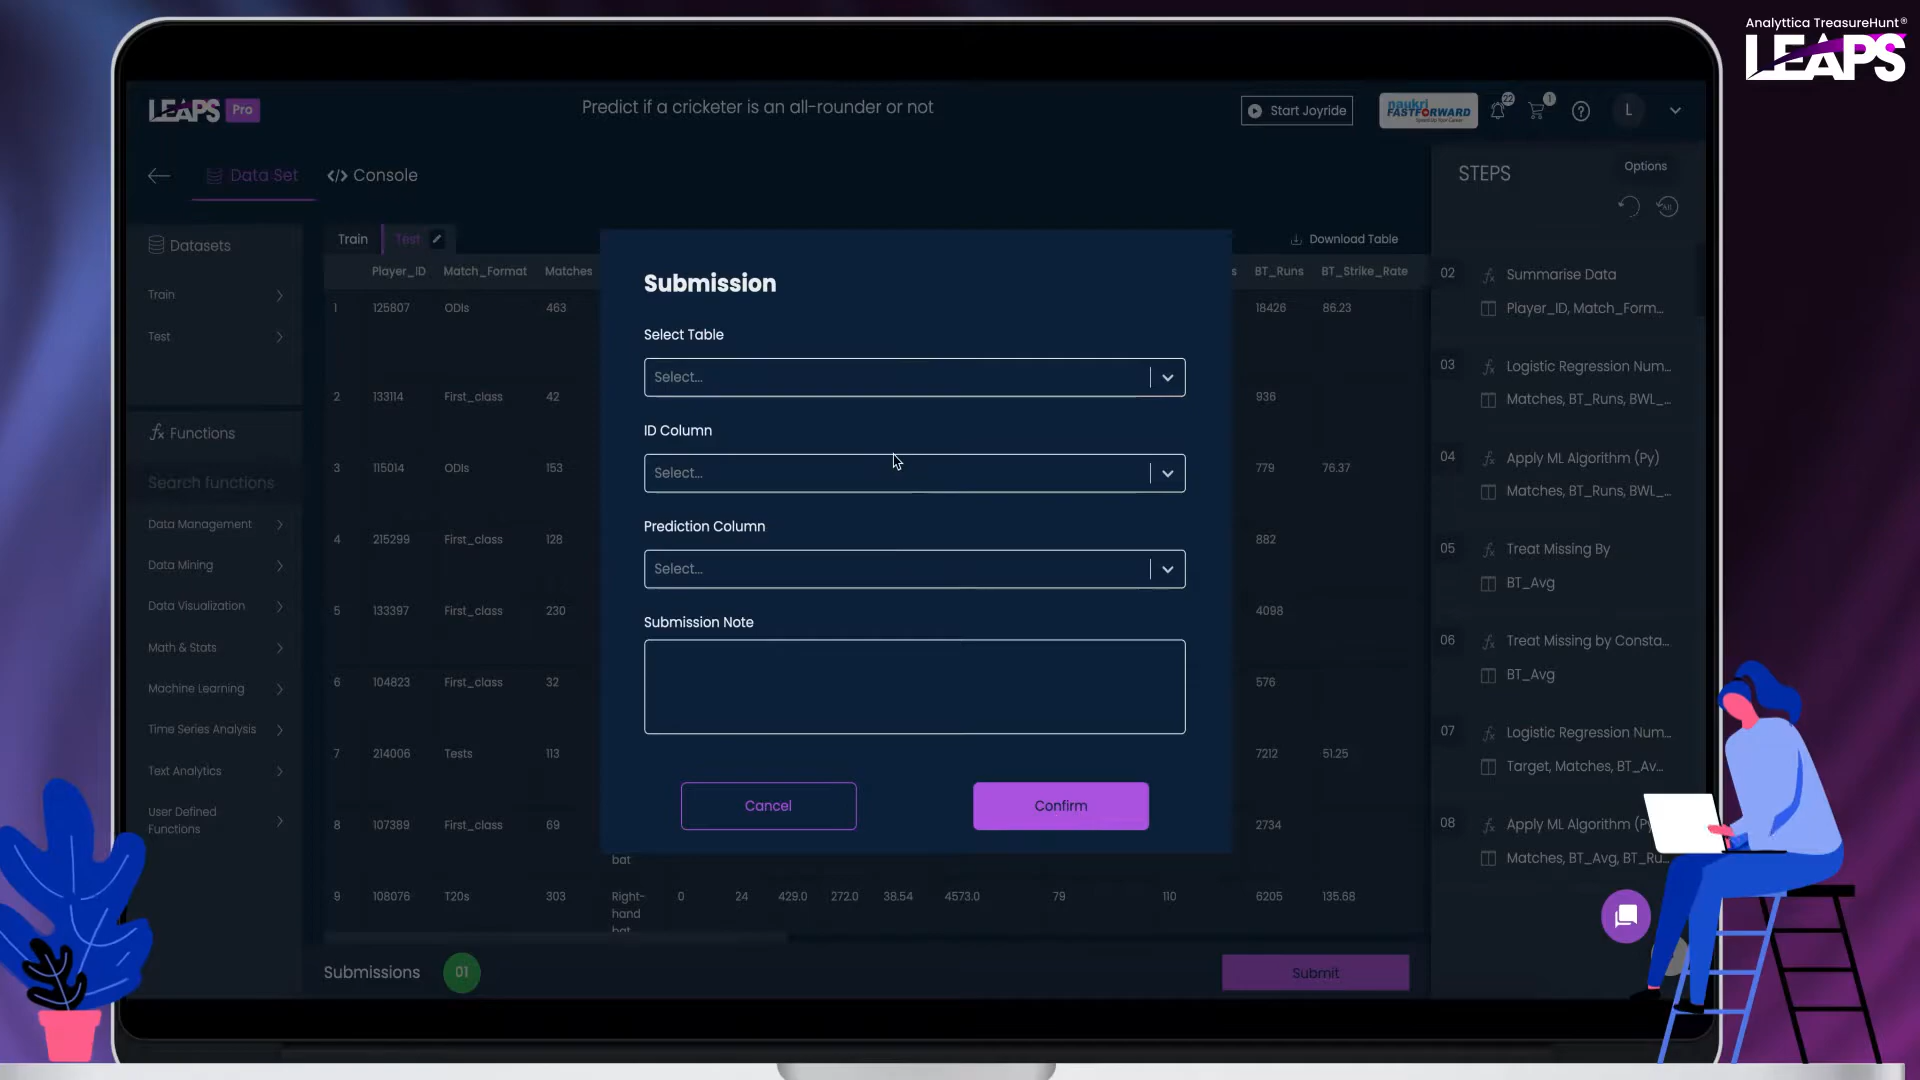 Analyttica TreasureHunt®
LEAPS
LEAPS Pro
Predict if a cricketer is an all-rounder or not
Start Joyride
naukri
FASTFORWARD
22
1
L
Data Set
</> Console
STEPS
Options
All
Datasets
Train
Test
Download Table
Train
Test
Functions
Search functions
Data Management
Data Mining
Data Visualization
Math & Stats
Machine Learning
Time Series Analysis
Text Analytics
User Defined
Functions
Player_ID Match_Format Matches s BT_Runs BT_Strike_Rate
1 125807 ODIs 463 18426 86.23
2 133114 First_class 42 936
3 115014 ODIs 153 779 76.37
4 215299 First_class 128 882
5 133397 First_class 230 4098
6 104823 First_class 32 576
7 214006 Tests 113 7212 51.25
8 107389 First_class 69 2734
bat
9 108076 T20s 303 Right- 0 24 429.0 272.0 38.54 4573.0 79 110 6205 135.68
hand
bat
Submission
Select Table
Select...
ID Column
Select...
Prediction Column
Select...
Submission Note
Cancel
Confirm
02 Summarise Data
Player_ID, Match_Form...
03 Logistic Regression Num...
Matches, BT_Runs, BWL_...
04 Apply ML Algorithm (Py)
Matches, BT_Runs, BWL_...
05 Treat Missing By
BT_Avg
06 Treat Missing by Consta...
BT_Avg
07 Logistic Regression Num...
Target, Matches, BT_Av...
08 Apply ML Algorithm (P
Matches, BT_Avg, BT_Ru...
Submissions 01
Submit